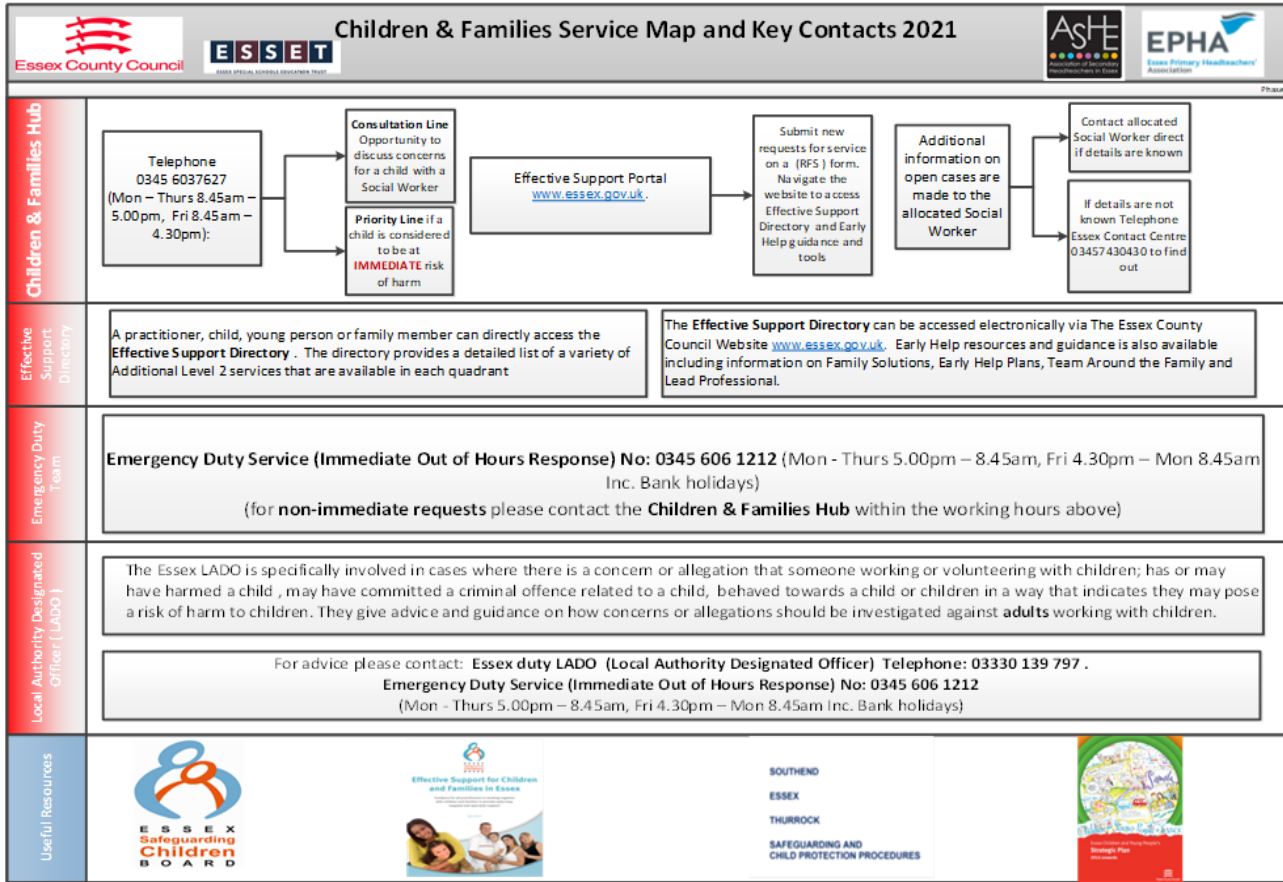 Children & Families Service Map and Key Contacts 2021
Essex County Council
ESSET
ESSEX SPECIAL SCHOOLS EDUCATION TRUST
ASHE
Association of Secondary
Headteachers in Essex
EPHA
Essex Primary Headteachers'
Association
Phase
Children & Families Hub
Telephone
0345 6037627
(Mon – Thurs 8.45am –
5.00pm, Fri 8.45am –
4.30pm):
Consultation Line
Opportunity to
discuss concerns
for a child with a
Social Worker
Priority Line if a
child is considered
to be at
IMMEDIATE risk
of harm
Effective Support Portal
www.essex.gov.uk .
Submit new
requests for service
on a (RFS ) form.
Navigate the
website to access
Effective Support
Directory and Early
Help guidance and
tools
Additional
information on
open cases are
made to the
allocated Social
Worker
Contact allocated
Social Worker direct
if details are known
If details are not
known Telephone
Essex Contact Centre
03457430430 to find
out
Effective
Support
Directory
A practitioner, child, young person or family member can directly access the
Effective Support Directory . The directory provides a detailed list of a variety of
Additional Level 2 services that are available in each quadrant
The Effective Support Directory can be accessed electronically via The Essex County
Council Website www.essex.gov.uk. Early Help resources and guidance is also available
including information on Family Solutions, Early Help Plans, Team Around the Family and
Lead Professional.
Emergency Duty
Team
Emergency Duty Service (Immediate Out of Hours Response) No: 0345 606 1212 (Mon - Thurs 5.00pm – 8.45am, Fri 4.30pm – Mon 8.45am
Inc. Bank holidays)
(for non-immediate requests please contact the Children & Families Hub within the working hours above)
Local Authority Designated
Officer ( LADO )
The Essex LADO is specifically involved in cases where there is a concern or allegation that someone working or volunteering with children; has or may
have harmed a child , may have committed a criminal offence related to a child, behaved towards a child or children in a way that indicates they may pose
a risk of harm to children. They give advice and guidance on how concerns or allegations should be investigated against adults working with children.
For advice please contact: Essex duty LADO (Local Authority Designated Officer) Telephone: 03330 139 797 .
Emergency Duty Service (Immediate Out of Hours Response) No: 0345 606 1212
(Mon - Thurs 5.00pm – 8.45am, Fri 4.30pm – Mon 8.45am Inc. Bank holidays)
Useful Resources
ESSEX
Safeguarding
Children
BOARD
Effective Support for Children
and Families in Essex
SOUTHEND
ESSEX
THURROCK
SAFEGUARDING AND
CHILD PROTECTION PROCEDURES
Essex Children and Young People's
Strategic Plan